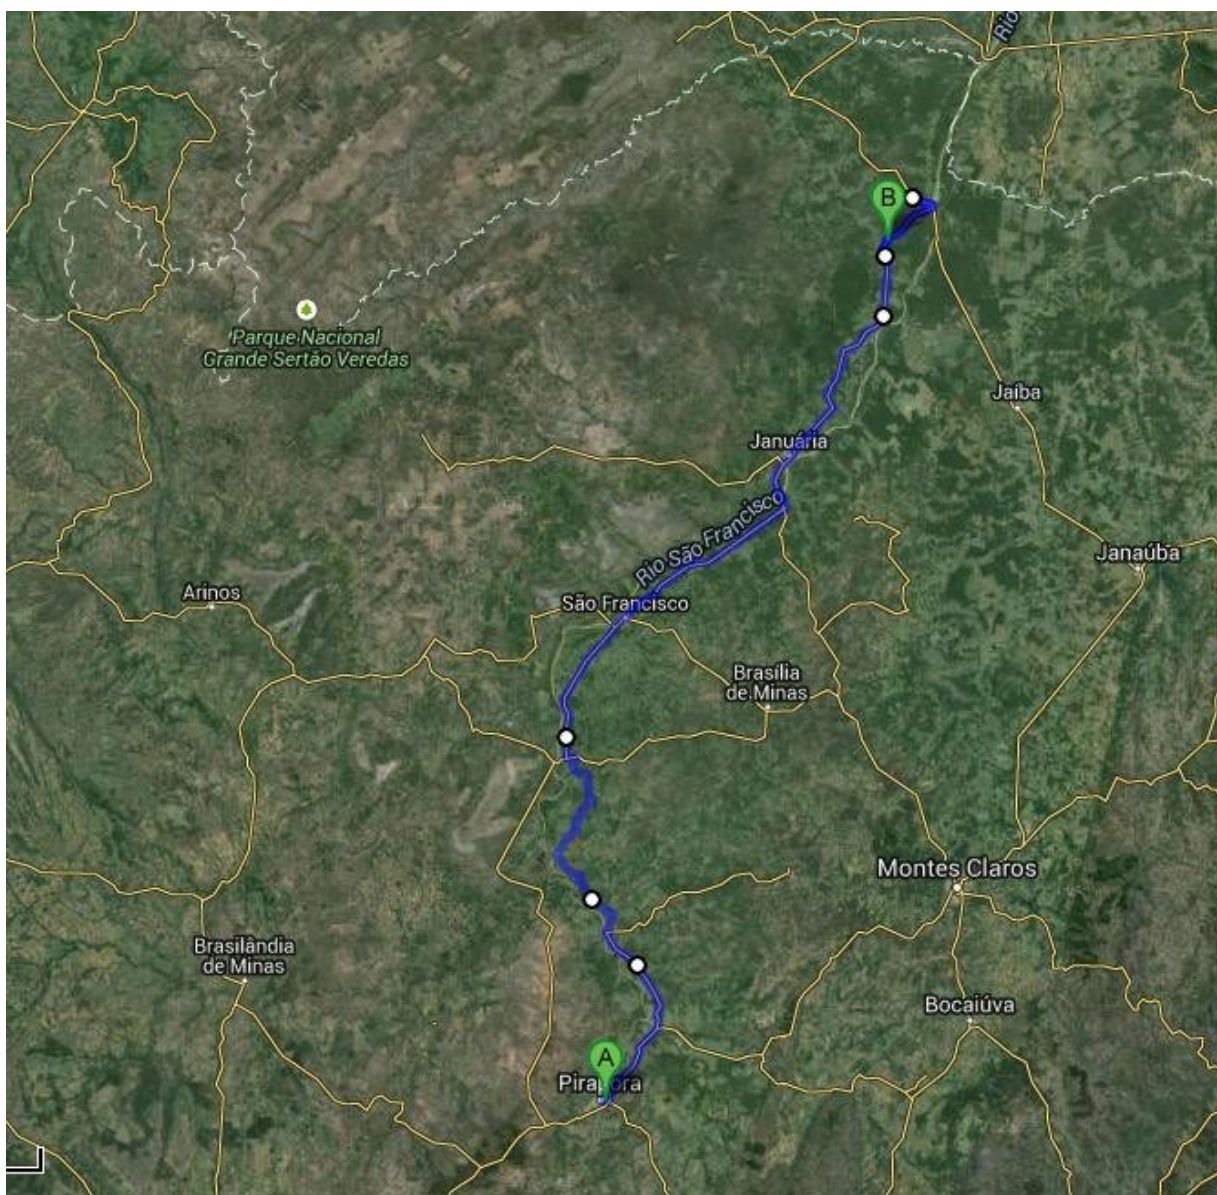 Rio
B
Parque Nacional
Grande Sertão Veredas
Jaíba
Januária
Rio São Francisco
Janaúba
Arinos
São Francisco
Brasília
de Minas
Montes Claros
Brasilândia
de Minas
Bocaiúva
A
Pirapora